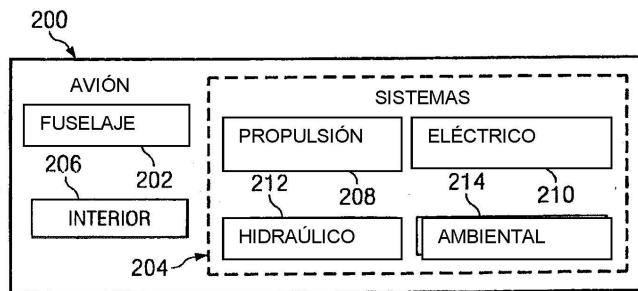 200
AVIÓN
FUSELAJE
206
202
INTERIOR
204
SISTEMAS
PROPULSIÓN
ELÉCTRICO
212
208
214
210
HIDRAÚLICO
AMBIENTAL